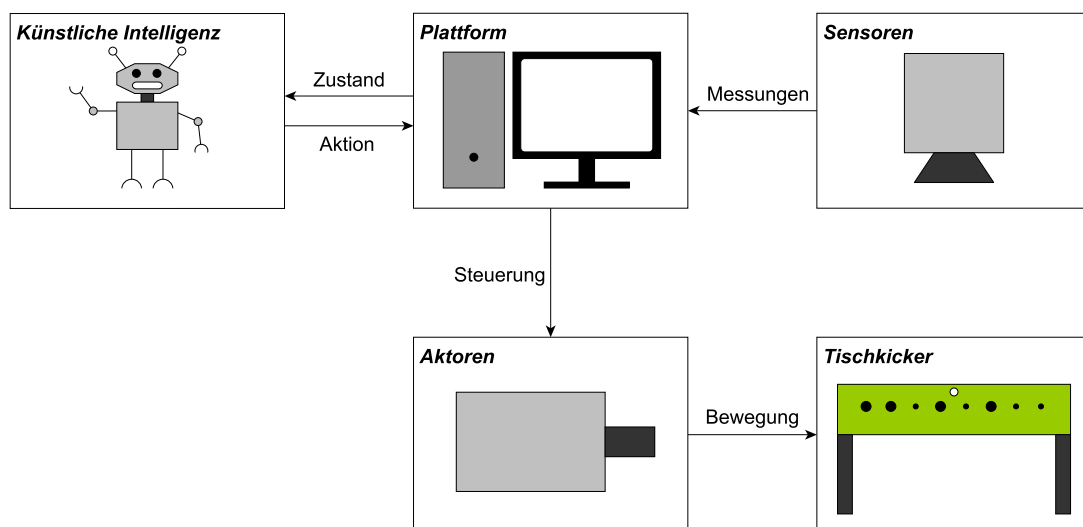 Künstliche Intelligenz
Plattform
Sensoren
Zustand
Messungen
Aktion
Steuerung
Aktoren
Tischkicker
Bewegung